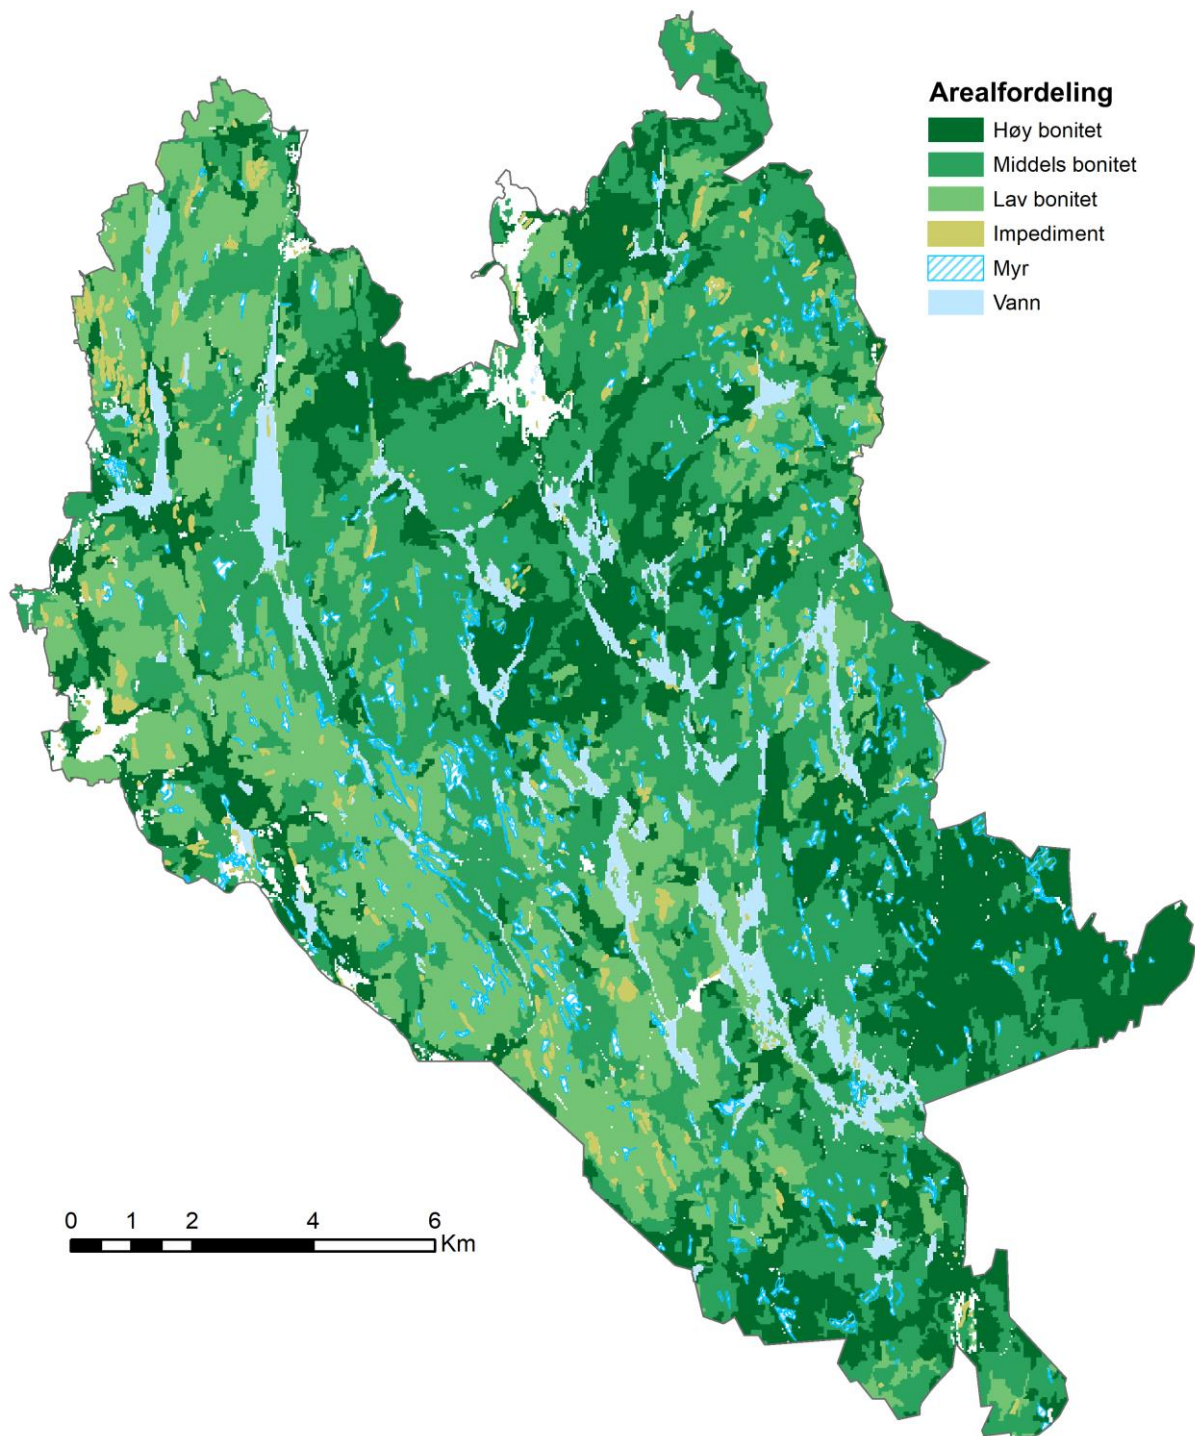 Arealfordeling
Høy bonitet
Middels bonitet
Lav bonitet
Impediment
Myr
Vann
0 1 2 4 6
Km